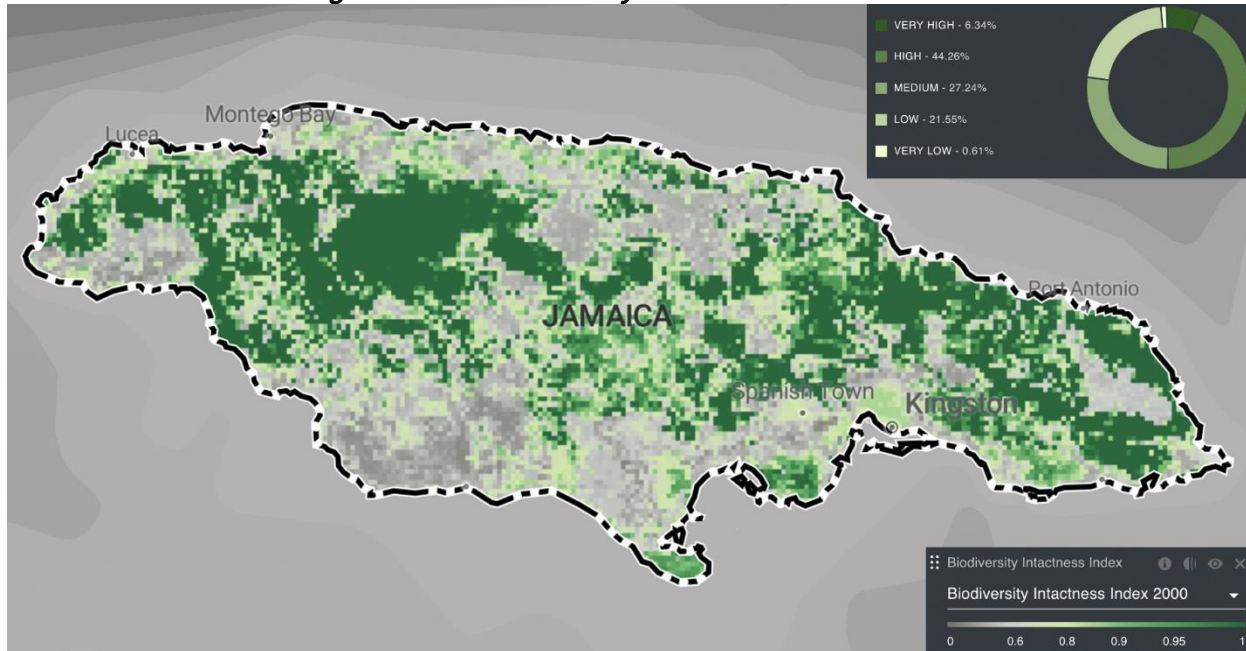 VERY HIGH - 6.34%
HIGH - 44.26%
MEDIUM - 27.24%
LOW - 21.55%
VERY LOW - 0.61%
Montego Bay
Lucea
JAMAICA
Port Antonio
Spanish Town
Kingston
Biodiversity Intactness Index
Biodiversity Intactness Index 2000
0 0.6 0.8 0.9 0.95 1